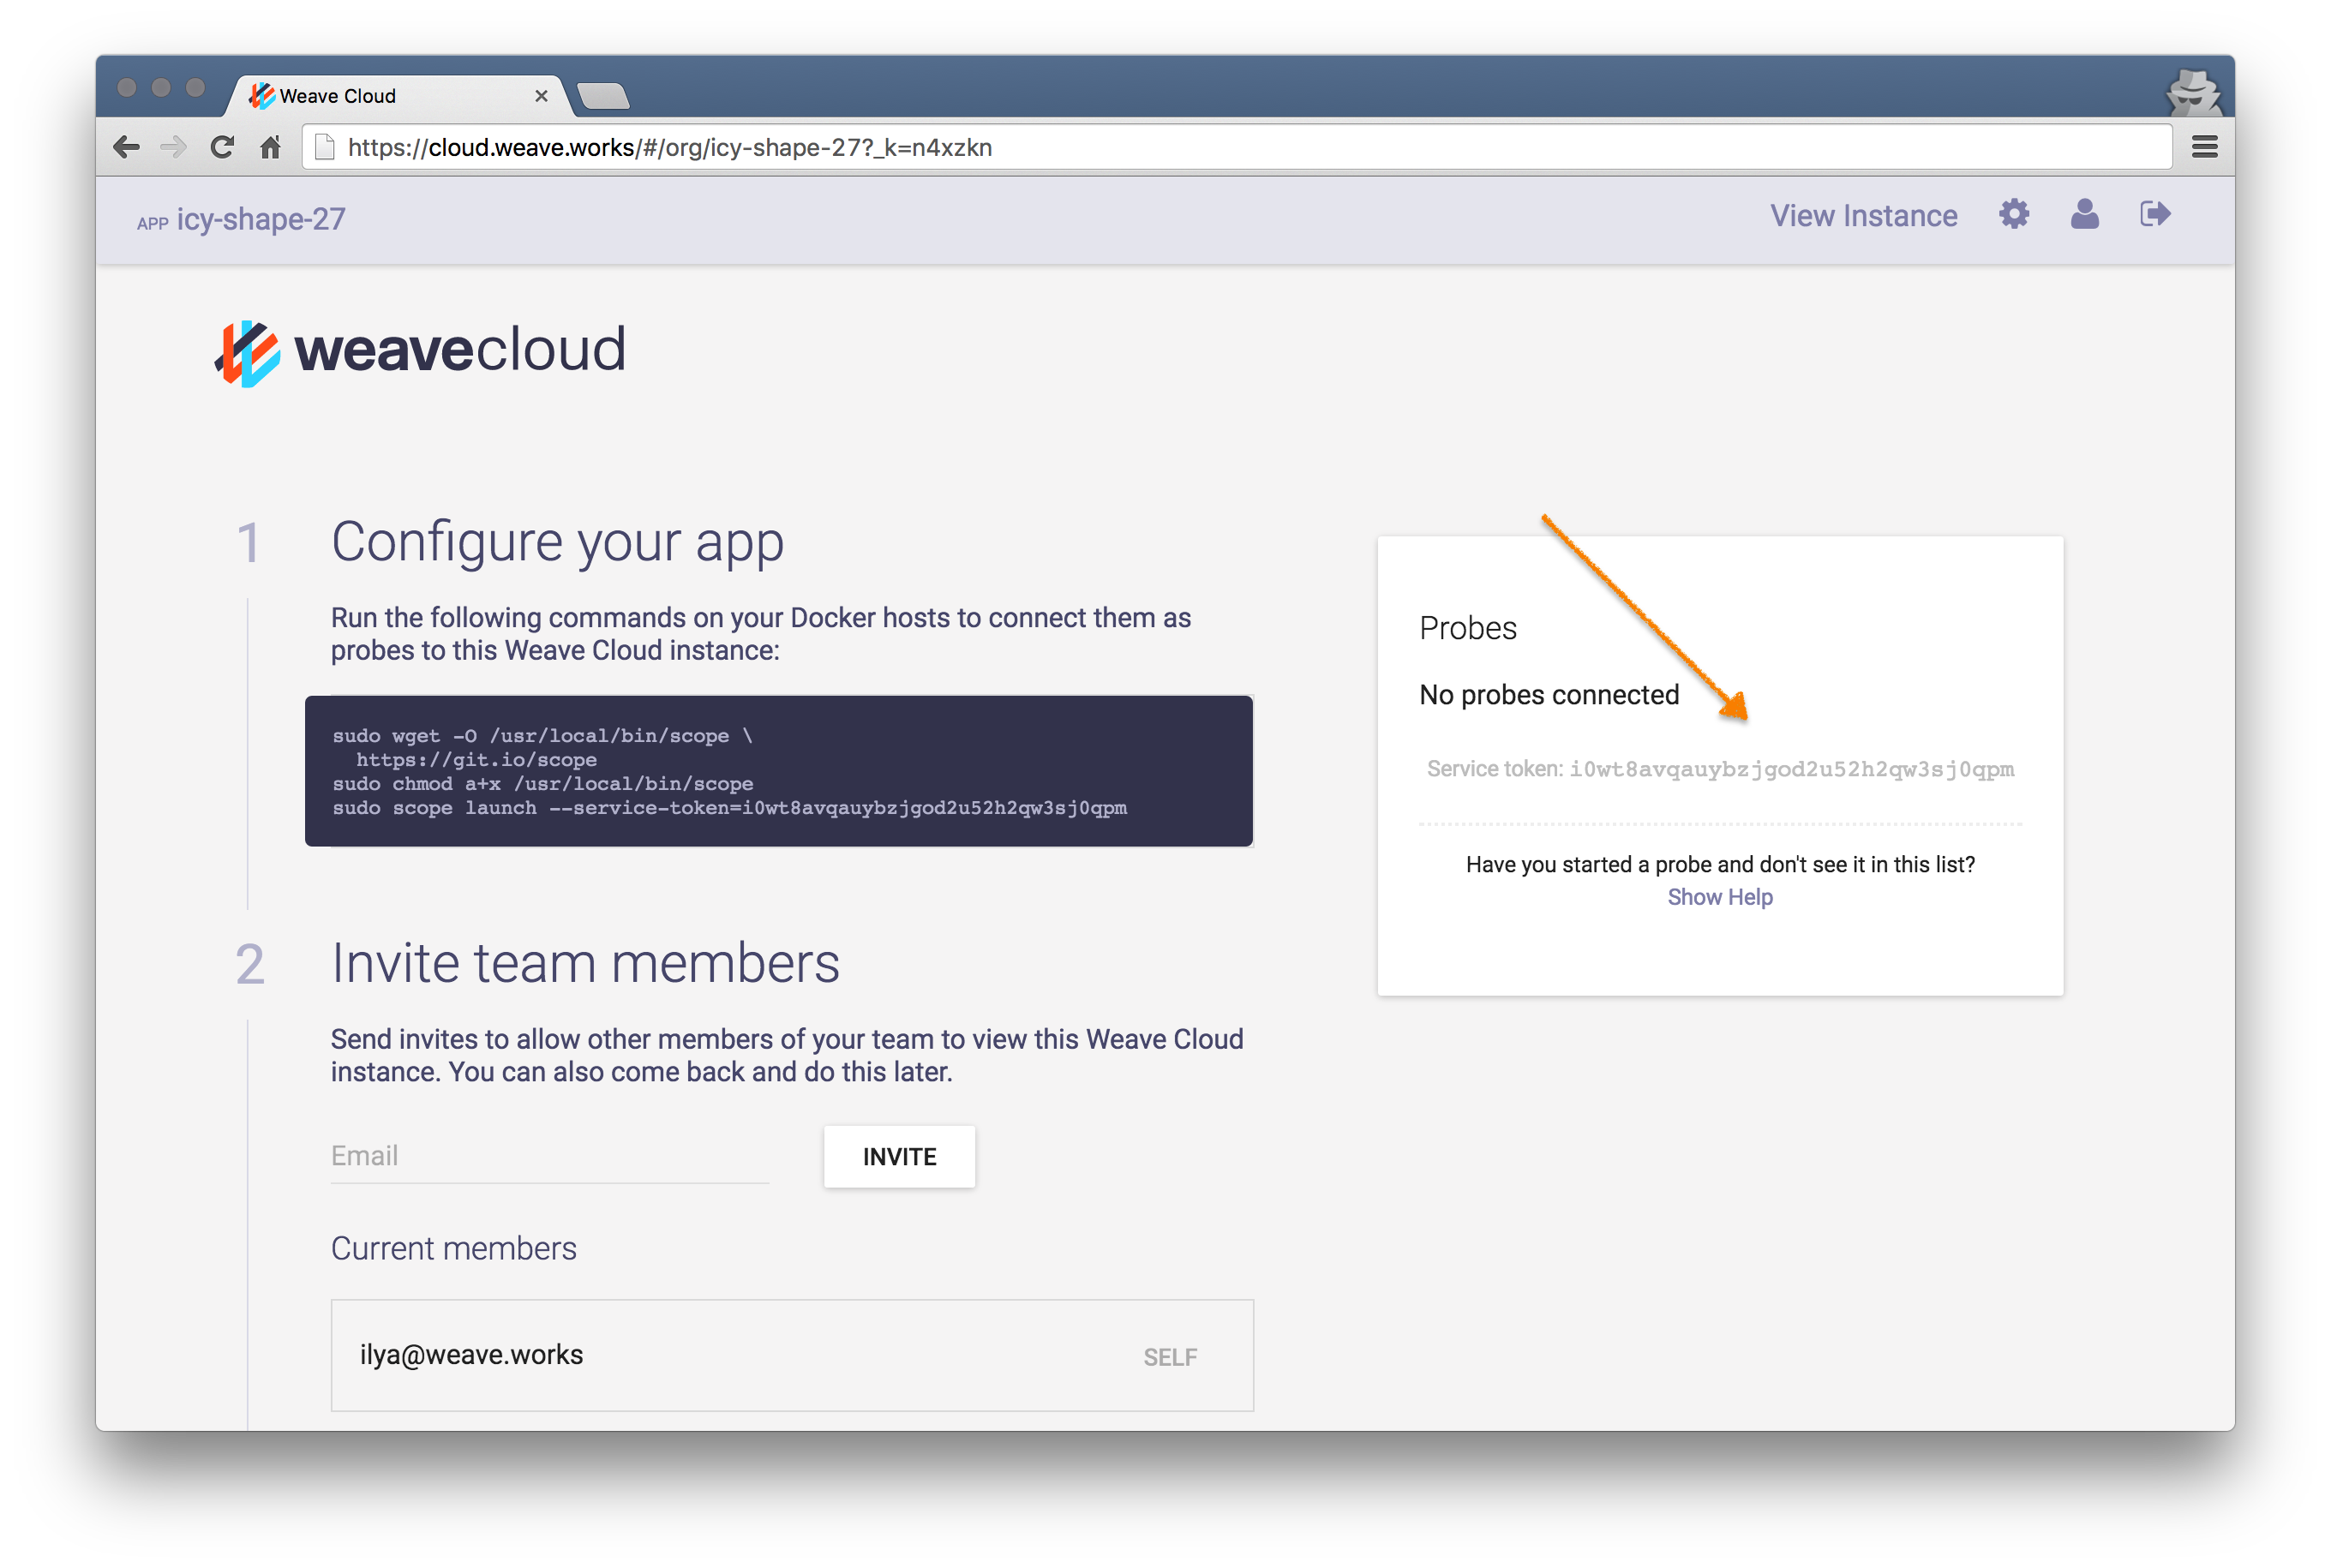 Weave Cloud
https://cloud.weave.works/#/org/icy-shape-27?_k=n4xzkn
APP icy-shape-27
View Instance
weavecloud
1 Configure your app
Run the following commands on your Docker hosts to connect them as
probes to this Weave Cloud instance:
sudo wget -O /usr/local/bin/scope \
https://git.io/scope
sudo chmod a+x /usr/local/bin/scope
sudo scope launch --service-token=i0wt8avqauybzjgod2u52h2qw3sj0qpm
2 Invite team members
Send invites to allow other members of your team to view this Weave Cloud
instance. You can also come back and do this later.
Email
INVITE
Current members
ilya@weave.works
SELF
Probes
No probes connected
Service token: i0wt8avqauybzjgod2u52h2qw3sj0qpm
Have you started a probe and don't see it in this list?
Show Help